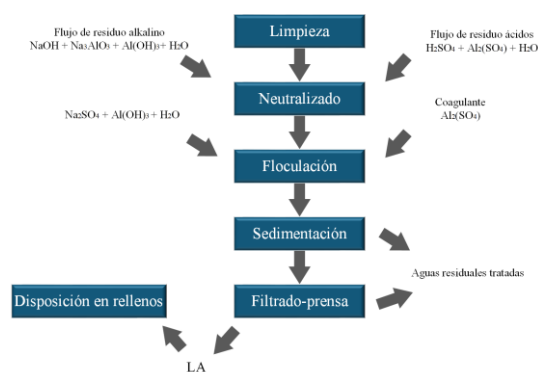 Limpieza
Flujo de residuo alkalino
NaOH + Na₃AlO₃ + Al(OH)₃ + H₂O
Flujo de residuo ácidos
H₂SO₄ + Al₂(SO₄) + H₂O
Neutralizado
Na₂SO₄ + Al(OH)₃ + H₂O
Coagulante
Al₂(SO₄)
Floculación
Sedimentación
Aguas residuales tratadas
Disposición en rellenos
Filtrado-prensa
LA